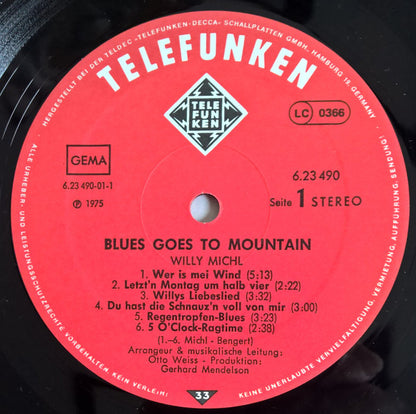 HERGESTELLT BEI DER TELDEC »TELEFUNKEN-DECCA« SCHALLPLATTEN GMBH, HAMBURG 19 GERMANY
TELEFUNKEN
TELE
FUN
KEN
LC 0366
GEMA
6.23 490-01-1
℗ 1975
6.23 490
Seite 1 STEREO
BLUES GOES TO MOUNTAIN
WILLY MICHL
1. Wer is mei Wind (5:13)
2. Letzt'n Montag um halb vier (2:22)
3. Willys Liebeslied (3:32)
4. Du hast die Schnauz'n voll von mir (3:00)
5. Regentropfen-Blues (3:23)
6. 5 O'Clock-Ragtime (2:38)
(1.–6. Michl - Bengert)
Arrangeur & musikalische Leitung:
Otto Weiss - Produktion:
Gerhard Mendelson
33
ALLE URHEBER- UND LEISTUNGSSCHUTZRECHTE VORBEHALTEN. KEIN VERLEIH!
KEINE UNERLAUBTE VERVIELFÄLTIGUNG, VERMIETUNG, AUFFÜHRUNG, SENDUNG!